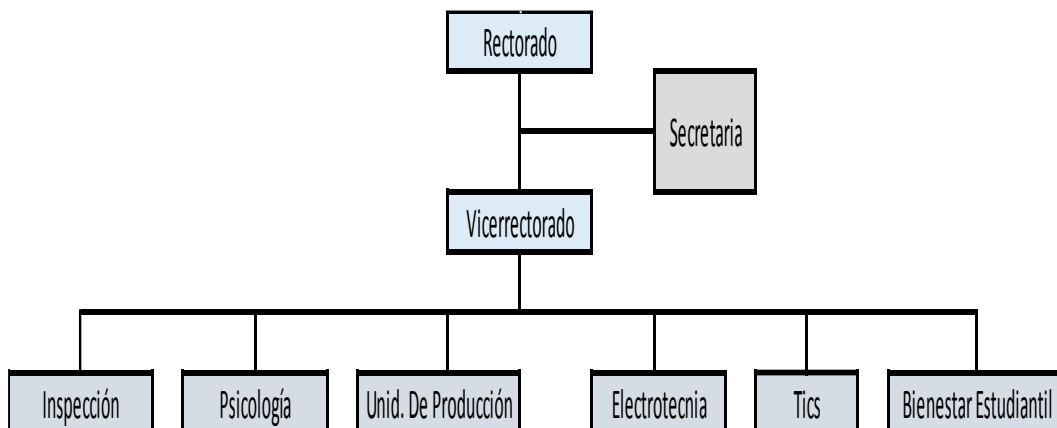 Rectorado
Secretaria
Vicerrectorado
Inspección
Psicología
Unid. De Producción
Electrotecnia
Tics
Bienestar Estudiantil